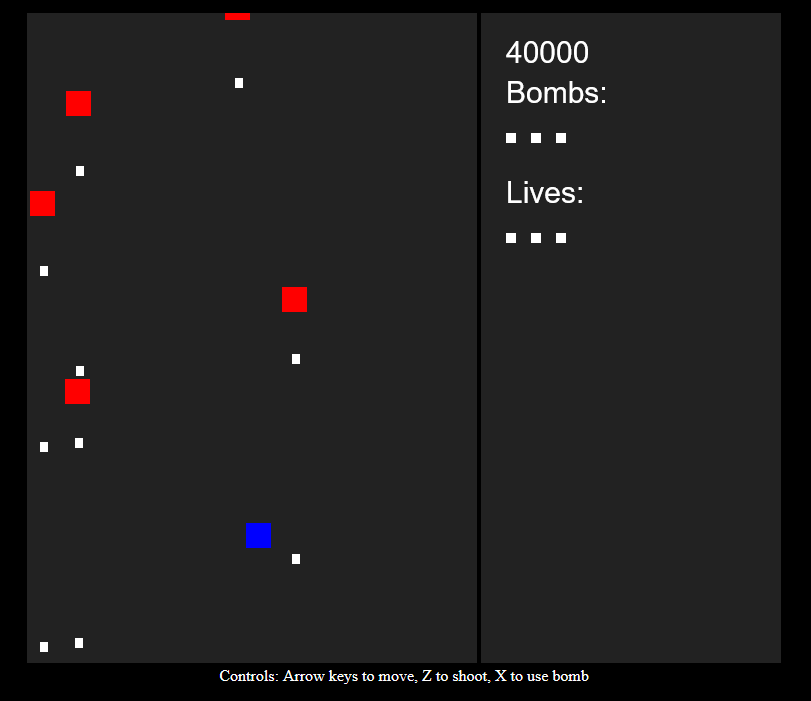 40000
Bombs:
Lives:
Controls: Arrow keys to move, Z to shoot, X to use bomb